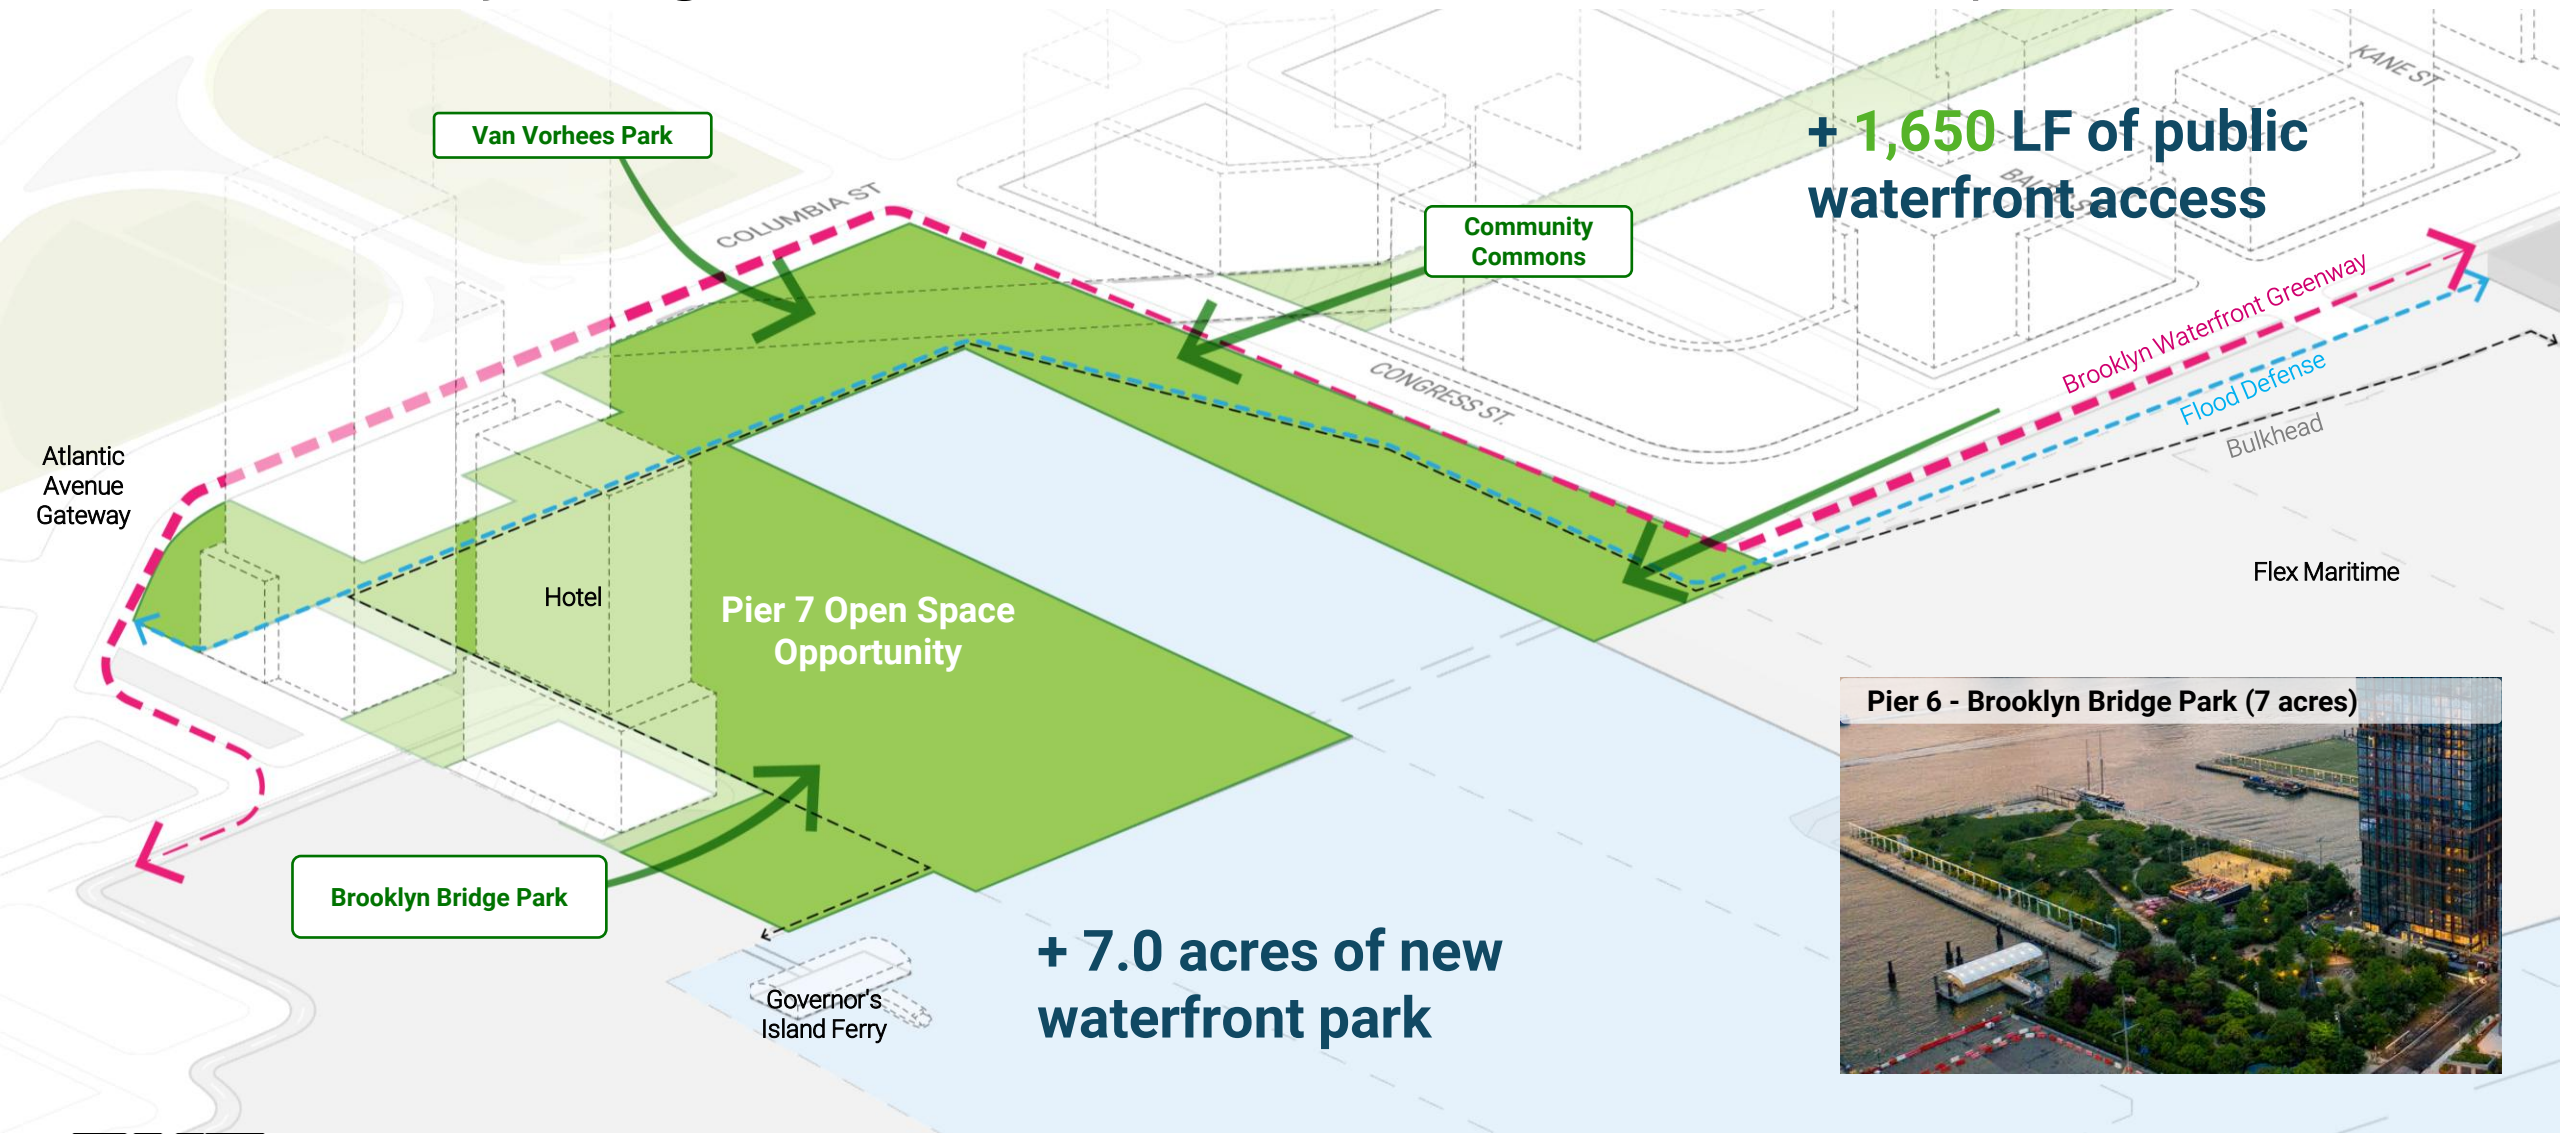 KANE ST
+ 1,650 LF of public
waterfront access
Van Vorhees Park
COLUMBIA ST
Community
Commons
Brooklyn Waterfront Greenway
Flood Defense
Bulkhead
CONGRESS ST.
Atlantic
Avenue
Gateway
Hotel
Pier 7 Open Space
Opportunity
Flex Maritime
Pier 6 - Brooklyn Bridge Park (7 acres)
Brooklyn Bridge Park
+ 7.0 acres of new
waterfront park
Governor's
Island Ferry